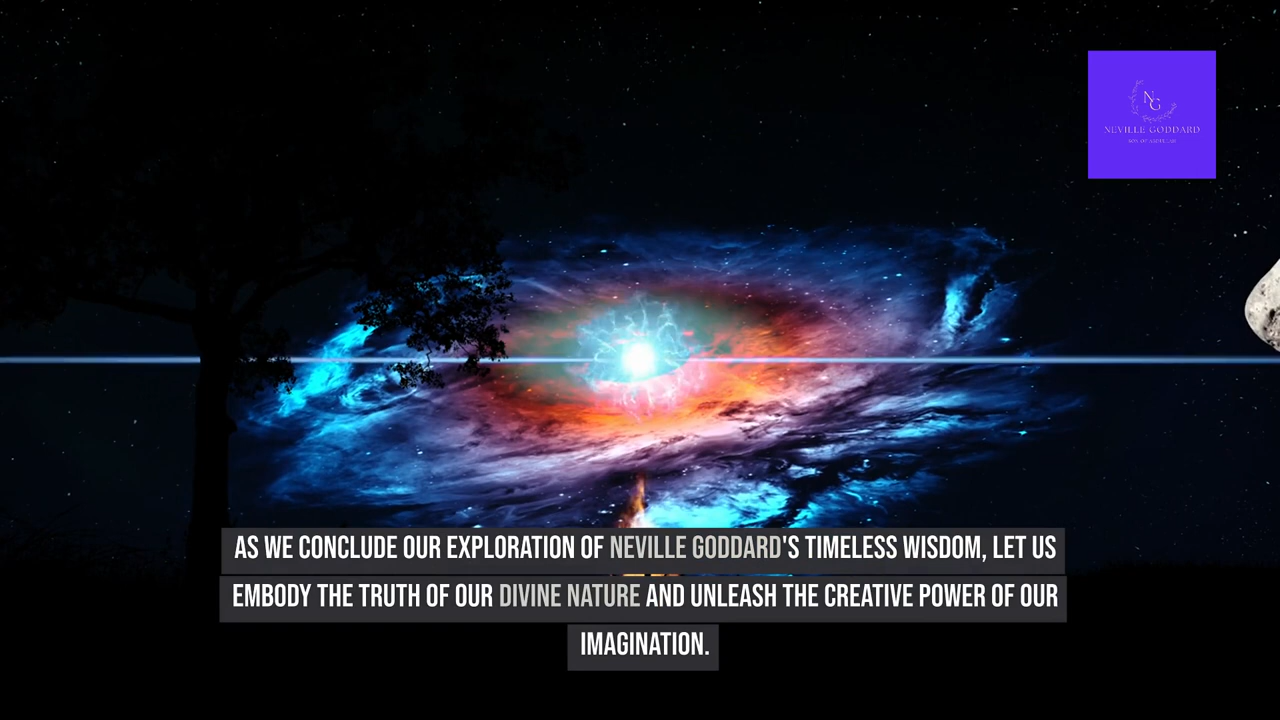 NG
NEVILLE GODDARD
AS WE CONCLUDE OUR EXPLORATION OF NEVILLE GODDARD'S TIMELESS WISDOM, LET US
EMBODY THE TRUTH OF OUR DIVINE NATURE AND UNLEASH THE CREATIVE POWER OF OUR
IMAGINATION.